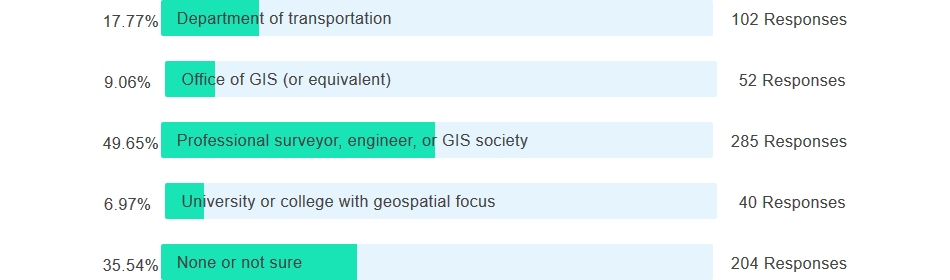 17.77% Department of transportation 102 Responses
9.06% Office of GIS (or equivalent) 52 Responses
49.65% Professional surveyor, engineer, or GIS society 285 Responses
6.97% University or college with geospatial focus 40 Responses
35.54% None or not sure 204 Responses